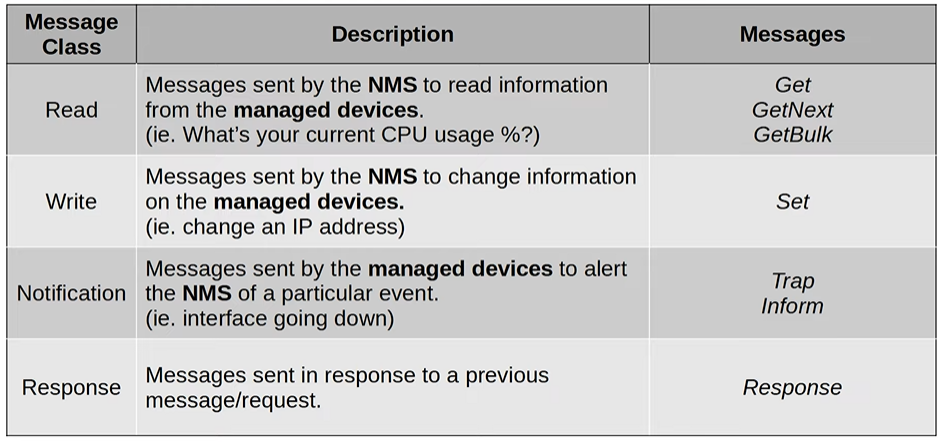 Message
Class
Description
Messages
Read
Messages sent by the NMS to read information
from the managed devices.
(ie. What's your current CPU usage %?)
Get
GetNext
GetBulk
Write
Messages sent by the NMS to change information
on the managed devices.
(ie. change an IP address)
Set
Notification
Messages sent by the managed devices to alert
the NMS of a particular event.
(ie. interface going down)
Trap
Inform
Response
Messages sent in response to a previous
message/request.
Response